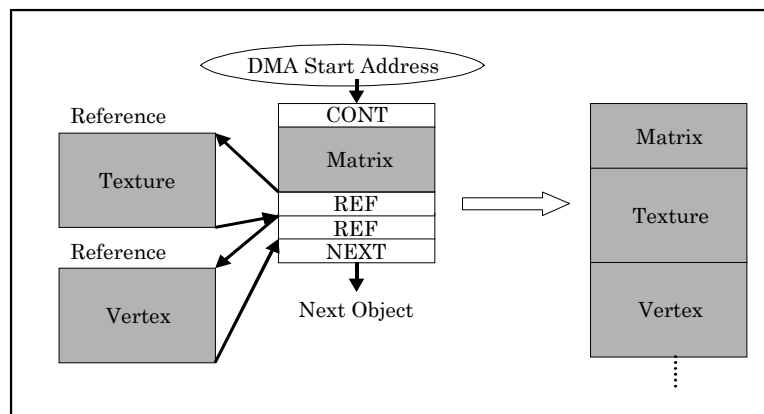 DMA Start Address
Reference
Texture
Reference
Vertex
CONT
Matrix
REF
REF
NEXT
Next Object
Matrix
Texture
Vertex